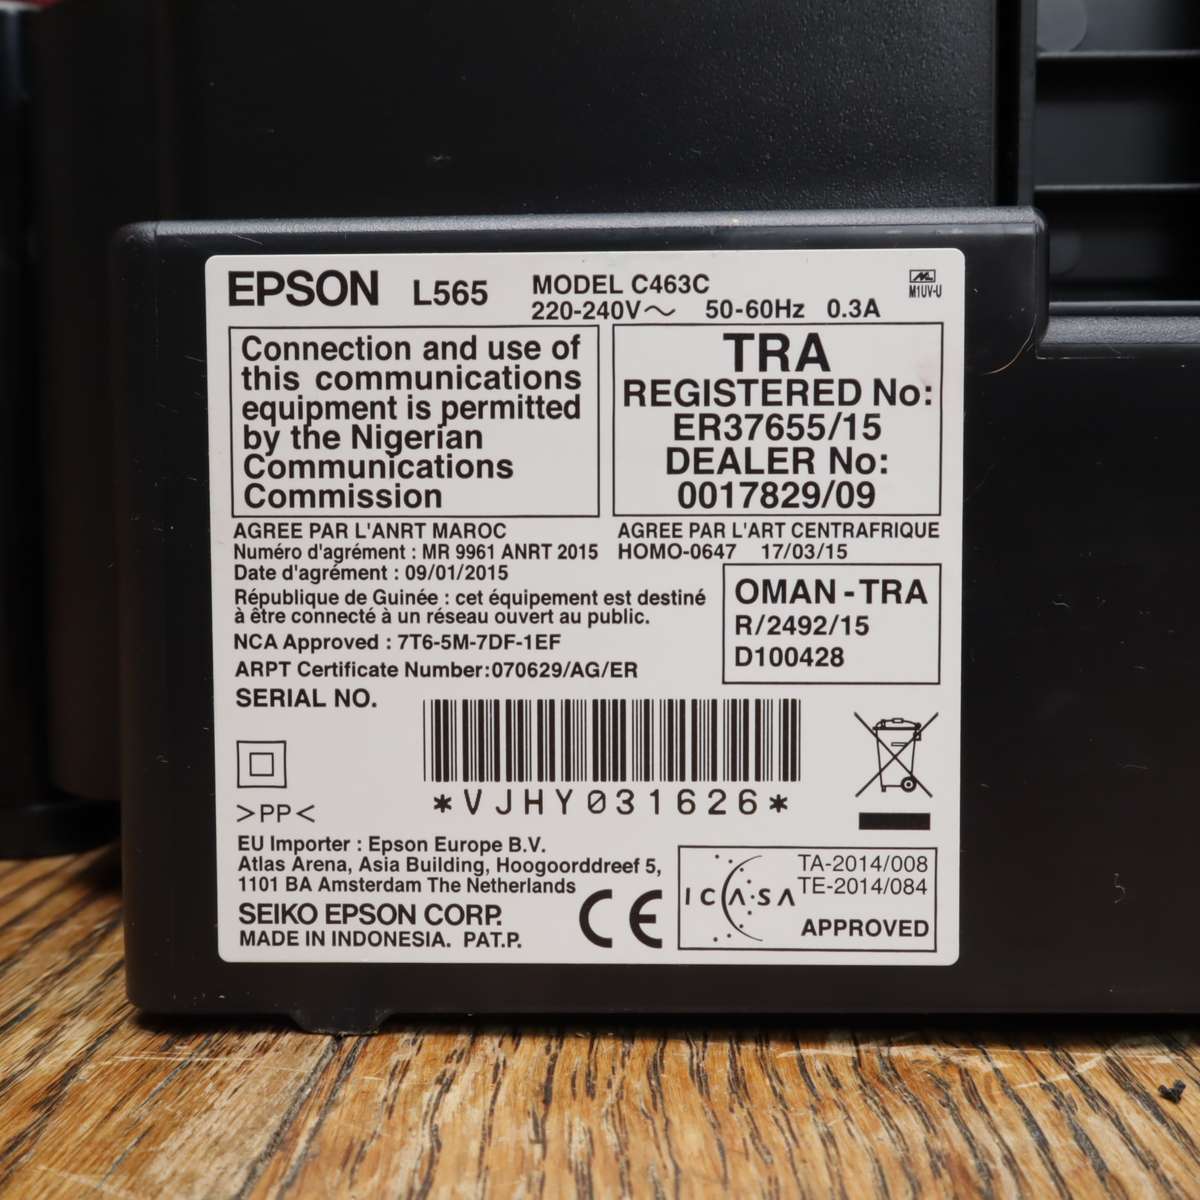 EPSON L565 MODEL C463C
220-240V～ 50-60Hz 0.3A
M1UV-U
Connection and use of
this communications
equipment is permitted
by the Nigerian
Communications
Commission
TRA
REGISTERED No:
ER37655/15
DEALER No:
0017829/09
AGREE PAR L'ANRT MAROC
Numéro d'agrément : MR 9961 ANRT 2015
Date d'agrément : 09/01/2015
AGREE PAR L'ART CENTRAFRIQUE
HOMO-0647 17/03/15
République de Guinée : cet équipement est destiné
à être connecté à un réseau ouvert au public.
NCA Approved : 7T6-5M-7DF-1EF
ARPT Certificate Number:070629/AG/ER
OMAN - TRA
R/2492/15
D100428
SERIAL NO.
*VJHY031626*
>PP<
EU Importer : Epson Europe B.V.
Atlas Arena, Asia Building, Hoogoorddreef 5,
1101 BA Amsterdam The Netherlands
SEIKO EPSON CORP.
MADE IN INDONESIA. PAT.P.
CE
ICASA
TA-2014/008
TE-2014/084
APPROVED